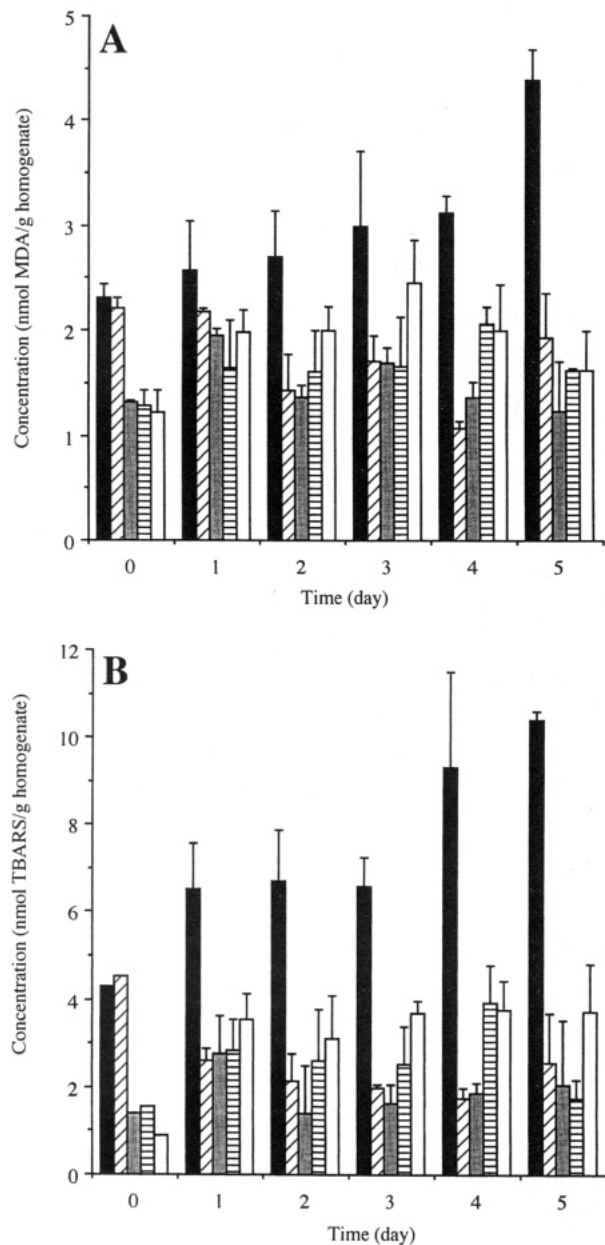 A
Concentration (nmol MDA/g homogenate)
5
4
3
2
1
0
0 1 2 3 4 5
Time (day)
B
Concentration (nmol TBARS/g homogenate)
12
10
8
6
4
2
0
0 1 2 3 4 5
Time (day)